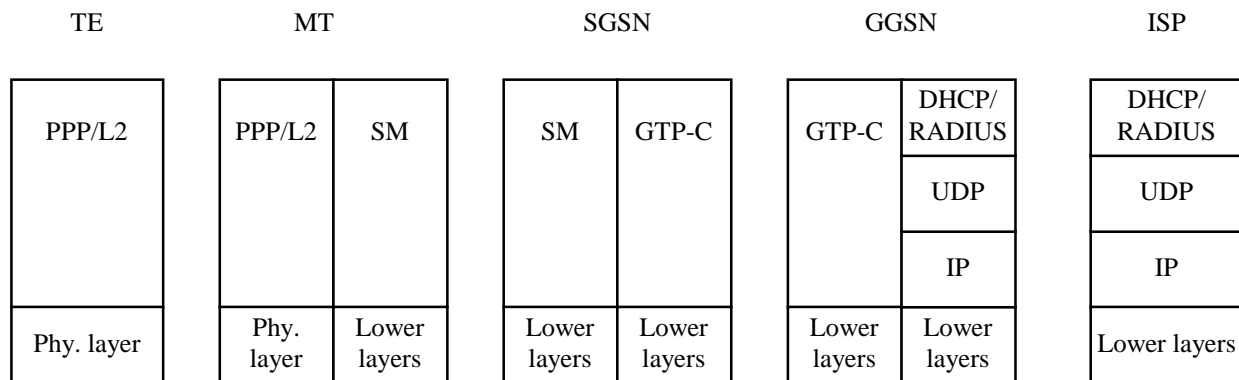 TE MT SGSN GGSN ISP
PPP/L2 PPP/L2 SM SM GTP-C GTP-C DHCP/ DHCP/
RADIUS RADIUS
UDP UDP
IP IP
Phy. layer Phy. Lower Lower Lower Lower Lower Lower layers
layer layers layers layers layers layers